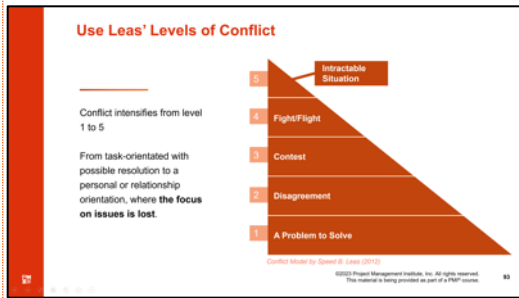 Use Leas' Levels of Conflict
Conflict intensifies from level
1 to 5
From task-orientated with
possible resolution to a
personal or relationship
orientation, where the focus
on issues is lost.
5
Intractable
Situation
4
Fight/Flight
3
Contest
2
Disagreement
1
A Problem to Solve
Conflict Model by Speed B. Leas (2012)
©2023 Project Management Institute, Inc. All rights reserved.
This material is being provided as part of a PMI® course.
93